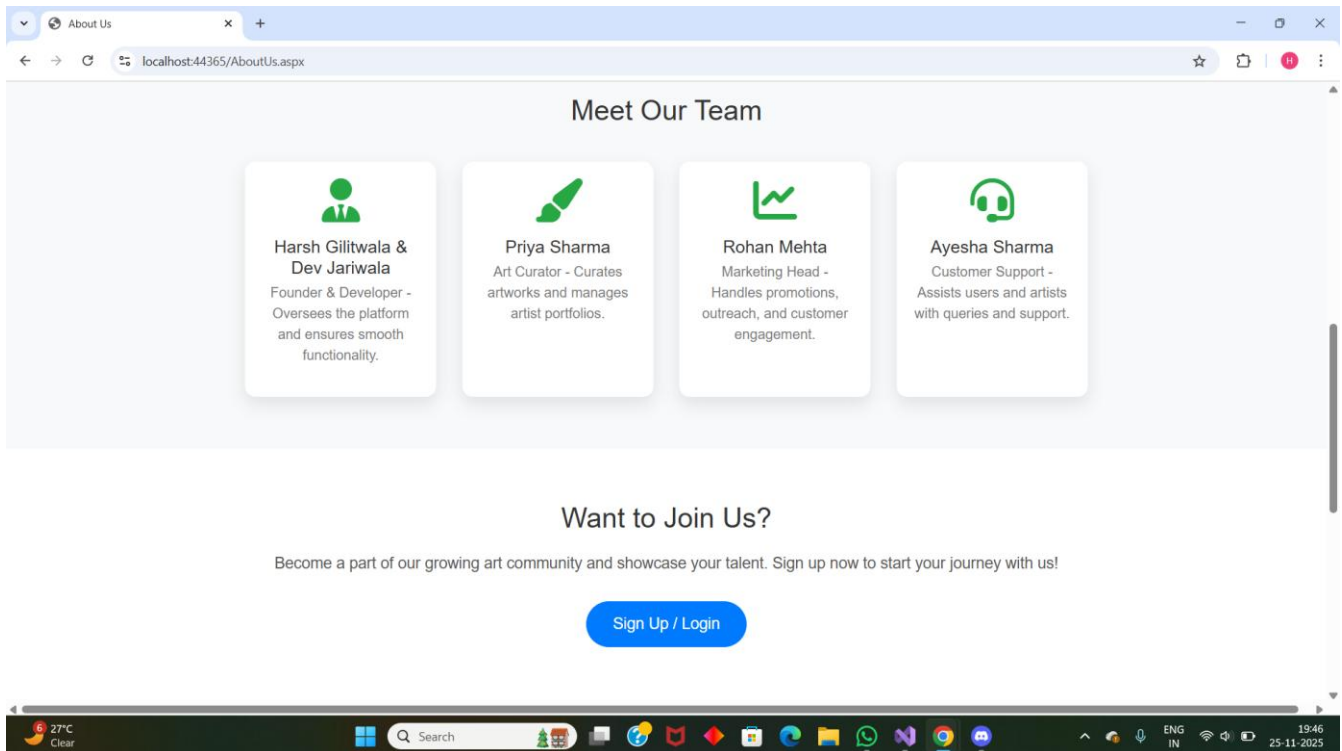 About Us
localhost:44365/AboutUs.aspx
H
Meet Our Team
Harsh Gilitwala &
Dev Jariwala
Founder & Developer -
Oversees the platform
and ensures smooth
functionality.
Priya Sharma
Art Curator - Curates
artworks and manages
artist portfolios.
Rohan Mehta
Marketing Head -
Handles promotions,
outreach, and customer
engagement.
Ayesha Sharma
Customer Support -
Assists users and artists
with queries and support.
Want to Join Us?
Become a part of our growing art community and showcase your talent. Sign up now to start your journey with us!
Sign Up / Login
6
27°C
Clear
Search
ENG
IN
19:46
25-11-2025